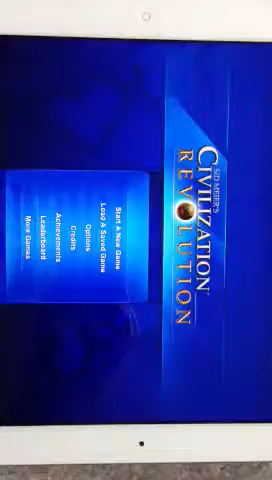 SID MEIER'S
CIVILIZATION
REVOLUTION
Start A New Game
Load A Saved Game
Options
Credits
Achievements
Leaderboard
More Games